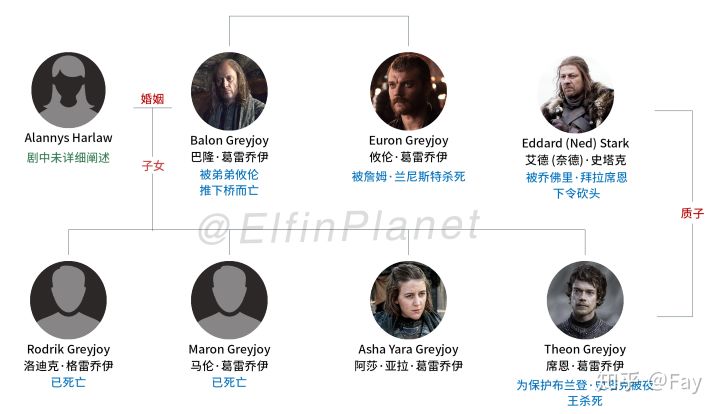 婚姻
Alannys Harlaw
剧中未详细阐述
Balon Greyjoy
巴隆·葛雷乔伊
被弟弟攸伦
推下桥而亡
Euron Greyjoy
攸伦·葛雷乔伊
被詹姆·兰尼斯特杀死
Eddard (Ned) Stark
艾德 (奈德)·史塔克
被乔佛里·拜拉席恩
下令砍头
子女
质子
@ElfinPlanet
Rodrik Greyjoy
洛迪克·格雷乔伊
已死亡
Maron Greyjoy
马伦·葛雷乔伊
已死亡
Asha Yara Greyjoy
阿莎·亚拉·葛雷乔伊
Theon Greyjoy
席恩·葛雷乔伊
为保护布兰登·史塔克被夜
王杀死
知乎 @Fay